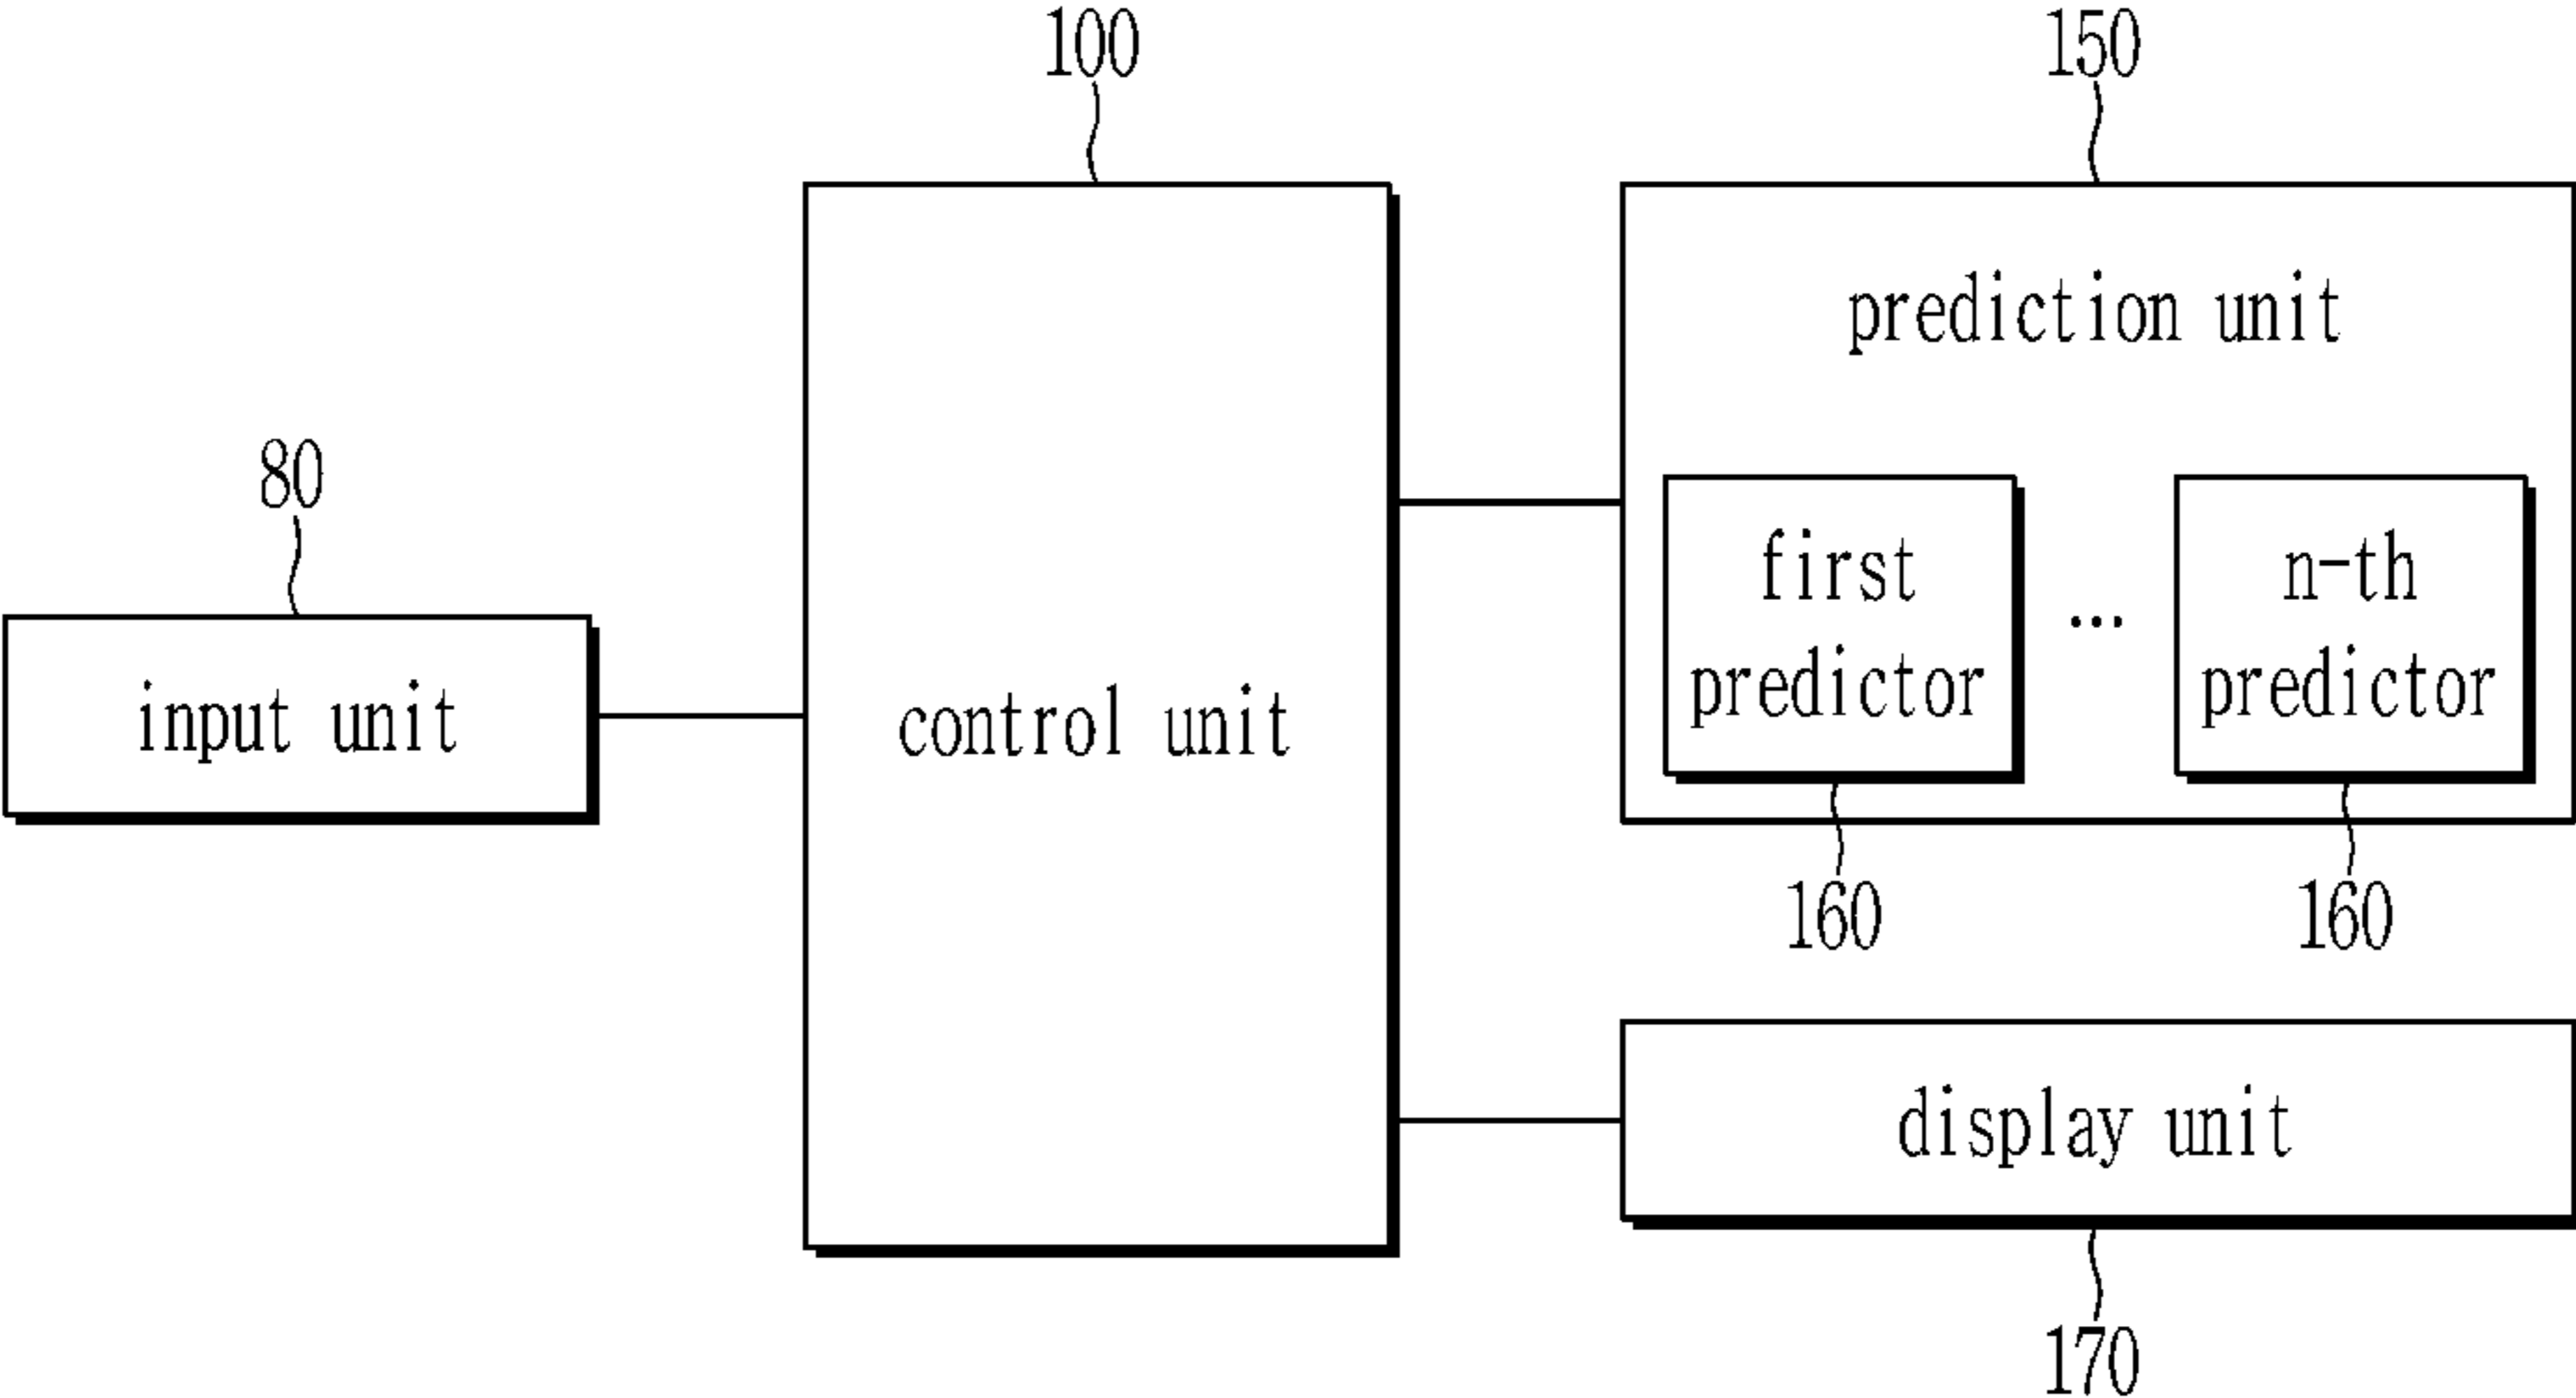 100
150
prediction unit
80
first
predictor
...
n-th
predictor
input unit
control unit
160
160
display unit
170